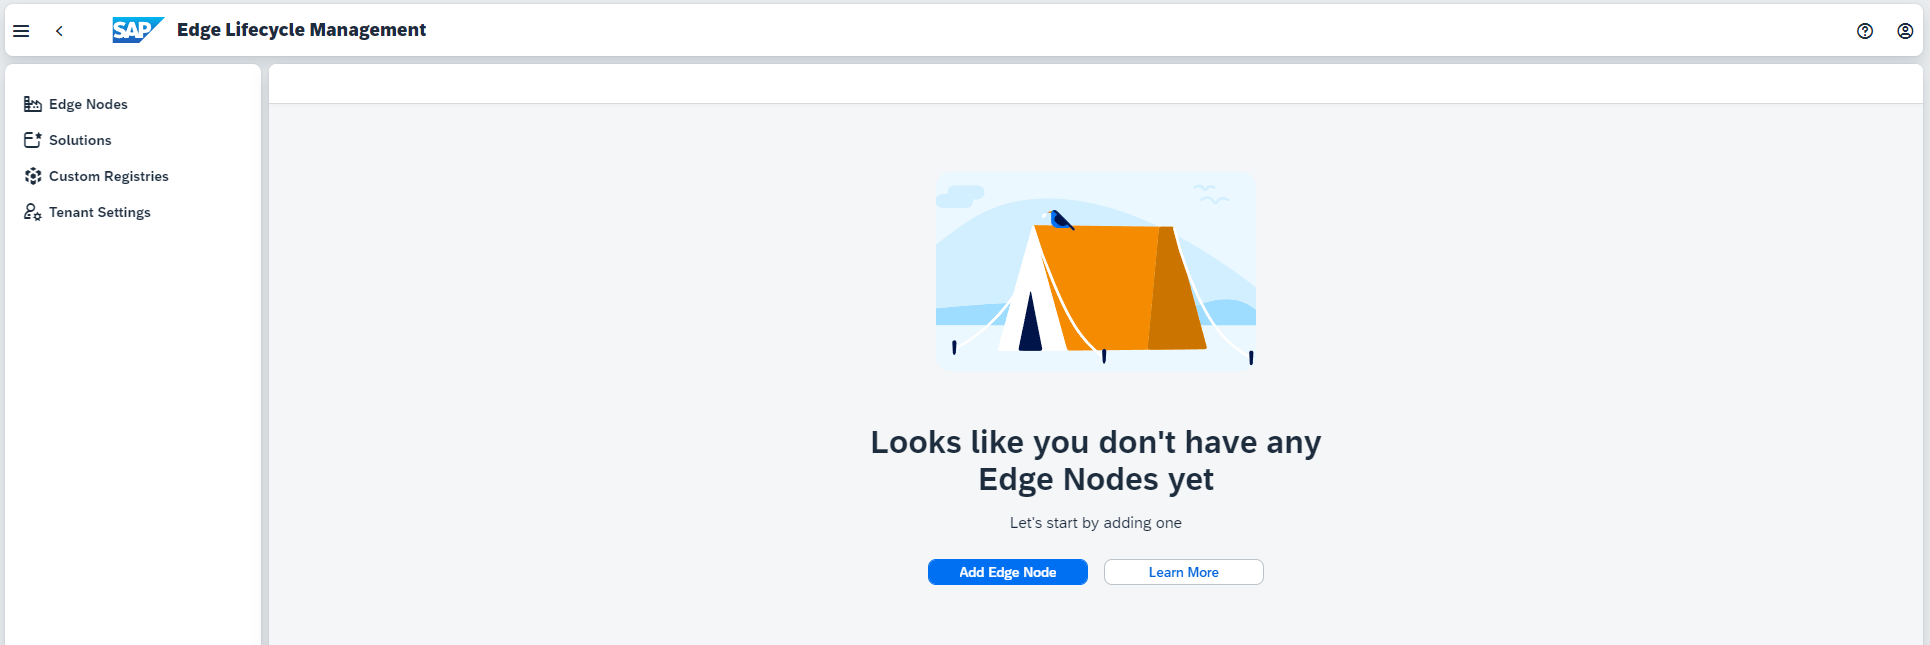 SAP Edge Lifecycle Management
Edge Nodes
Solutions
Custom Registries
Tenant Settings
Looks like you don't have any
Edge Nodes yet
Let's start by adding one
Add Edge Node
Learn More